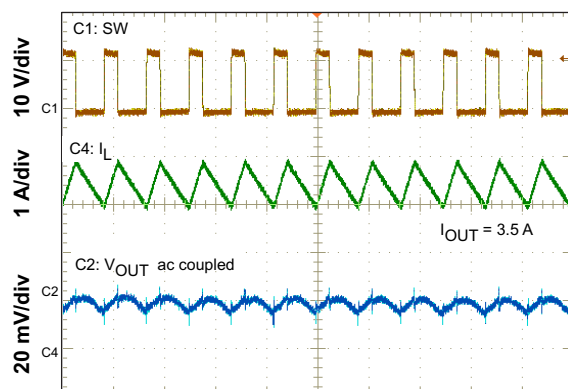 C1: SW
10 V/div
C1
C4: IL
1 A/div
IOUT = 3.5 A
C2: VOUT ac coupled
C2
20 mV/div
C4